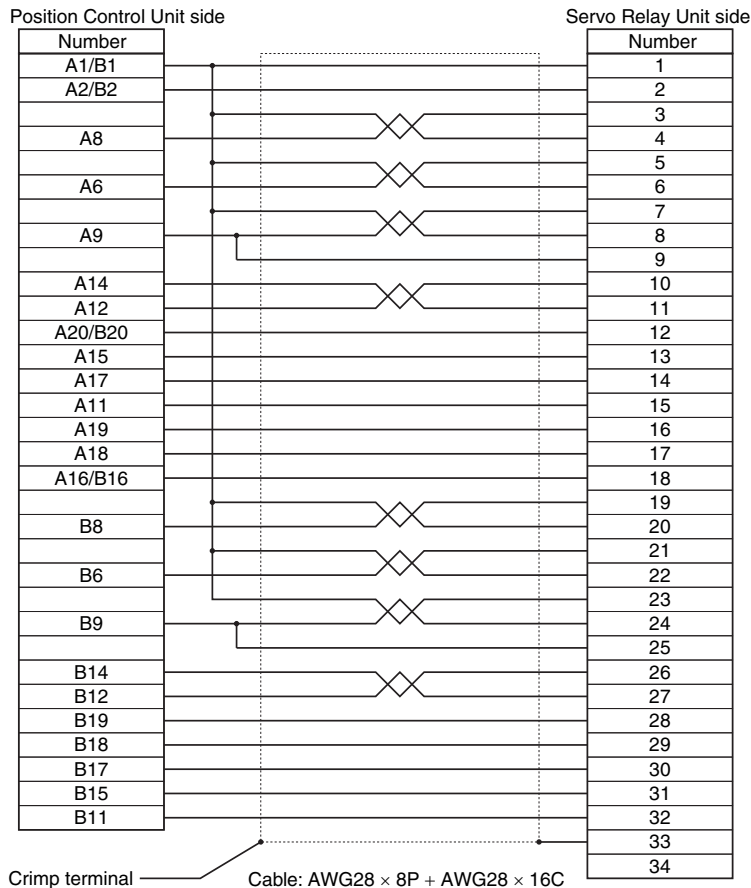 Position Control Unit side Servo Relay Unit side
Number Number
A1/B1 1
A2/B2 2
3
A8 4
5
A6 6
7
A9 8
9
A14 10
A12 11
A20/B20 12
A15 13
A17 14
A11 15
A19 16
A18 17
A16/B16 18
19
B8 20
21
B6 22
23
B9 24
25
B14 26
B12 27
B19 28
B18 29
B17 30
B15 31
B11 32
33
34
Crimp terminal Cable: AWG28 × 8P + AWG28 × 16C